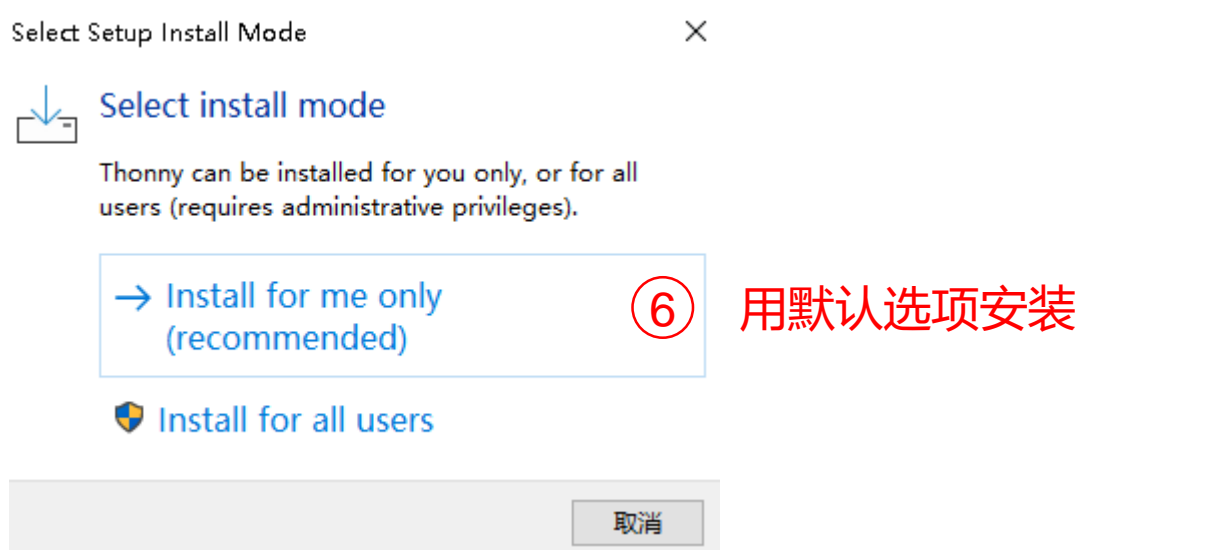 Select Setup Install Mode
Select install mode
Thonny can be installed for you only, or for all
users (requires administrative privileges).
Install for me only
(recommended)
⑥ 用默认选项安装
Install for all users
取消